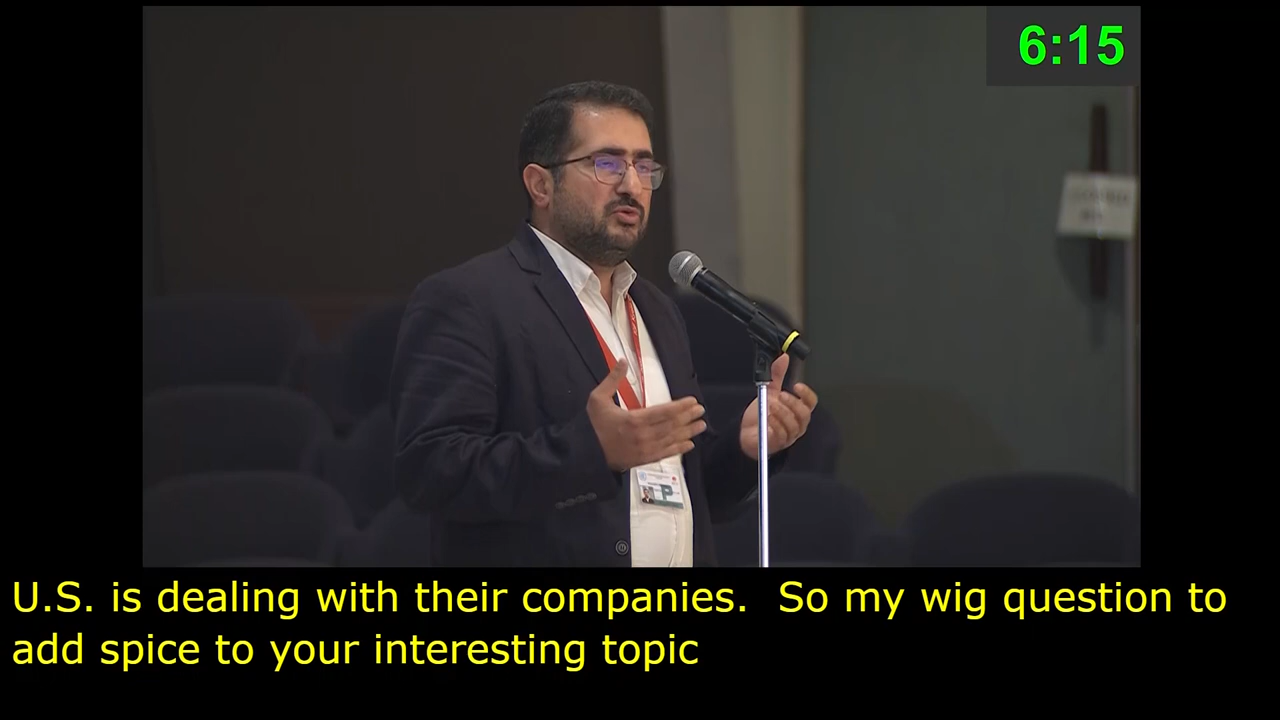 6:15
P
U.S. is dealing with their companies.  So my wig question to
add spice to your interesting topic